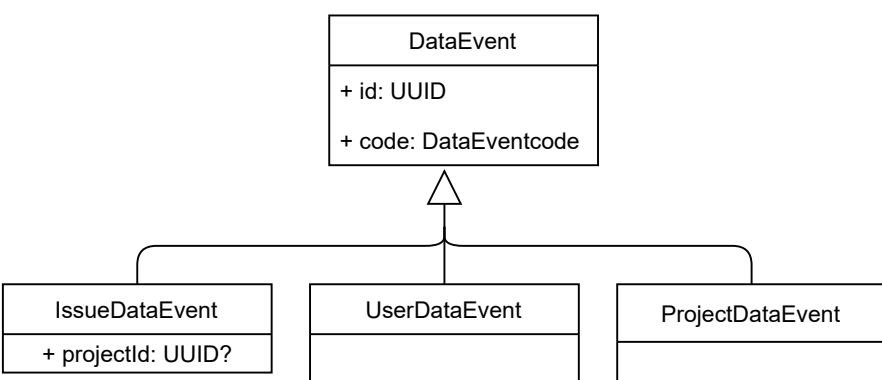 DataEvent
+ id: UUID
+ code: DataEventcode
IssueDataEvent
UserDataEvent
ProjectDataEvent
+ projectId: UUID?